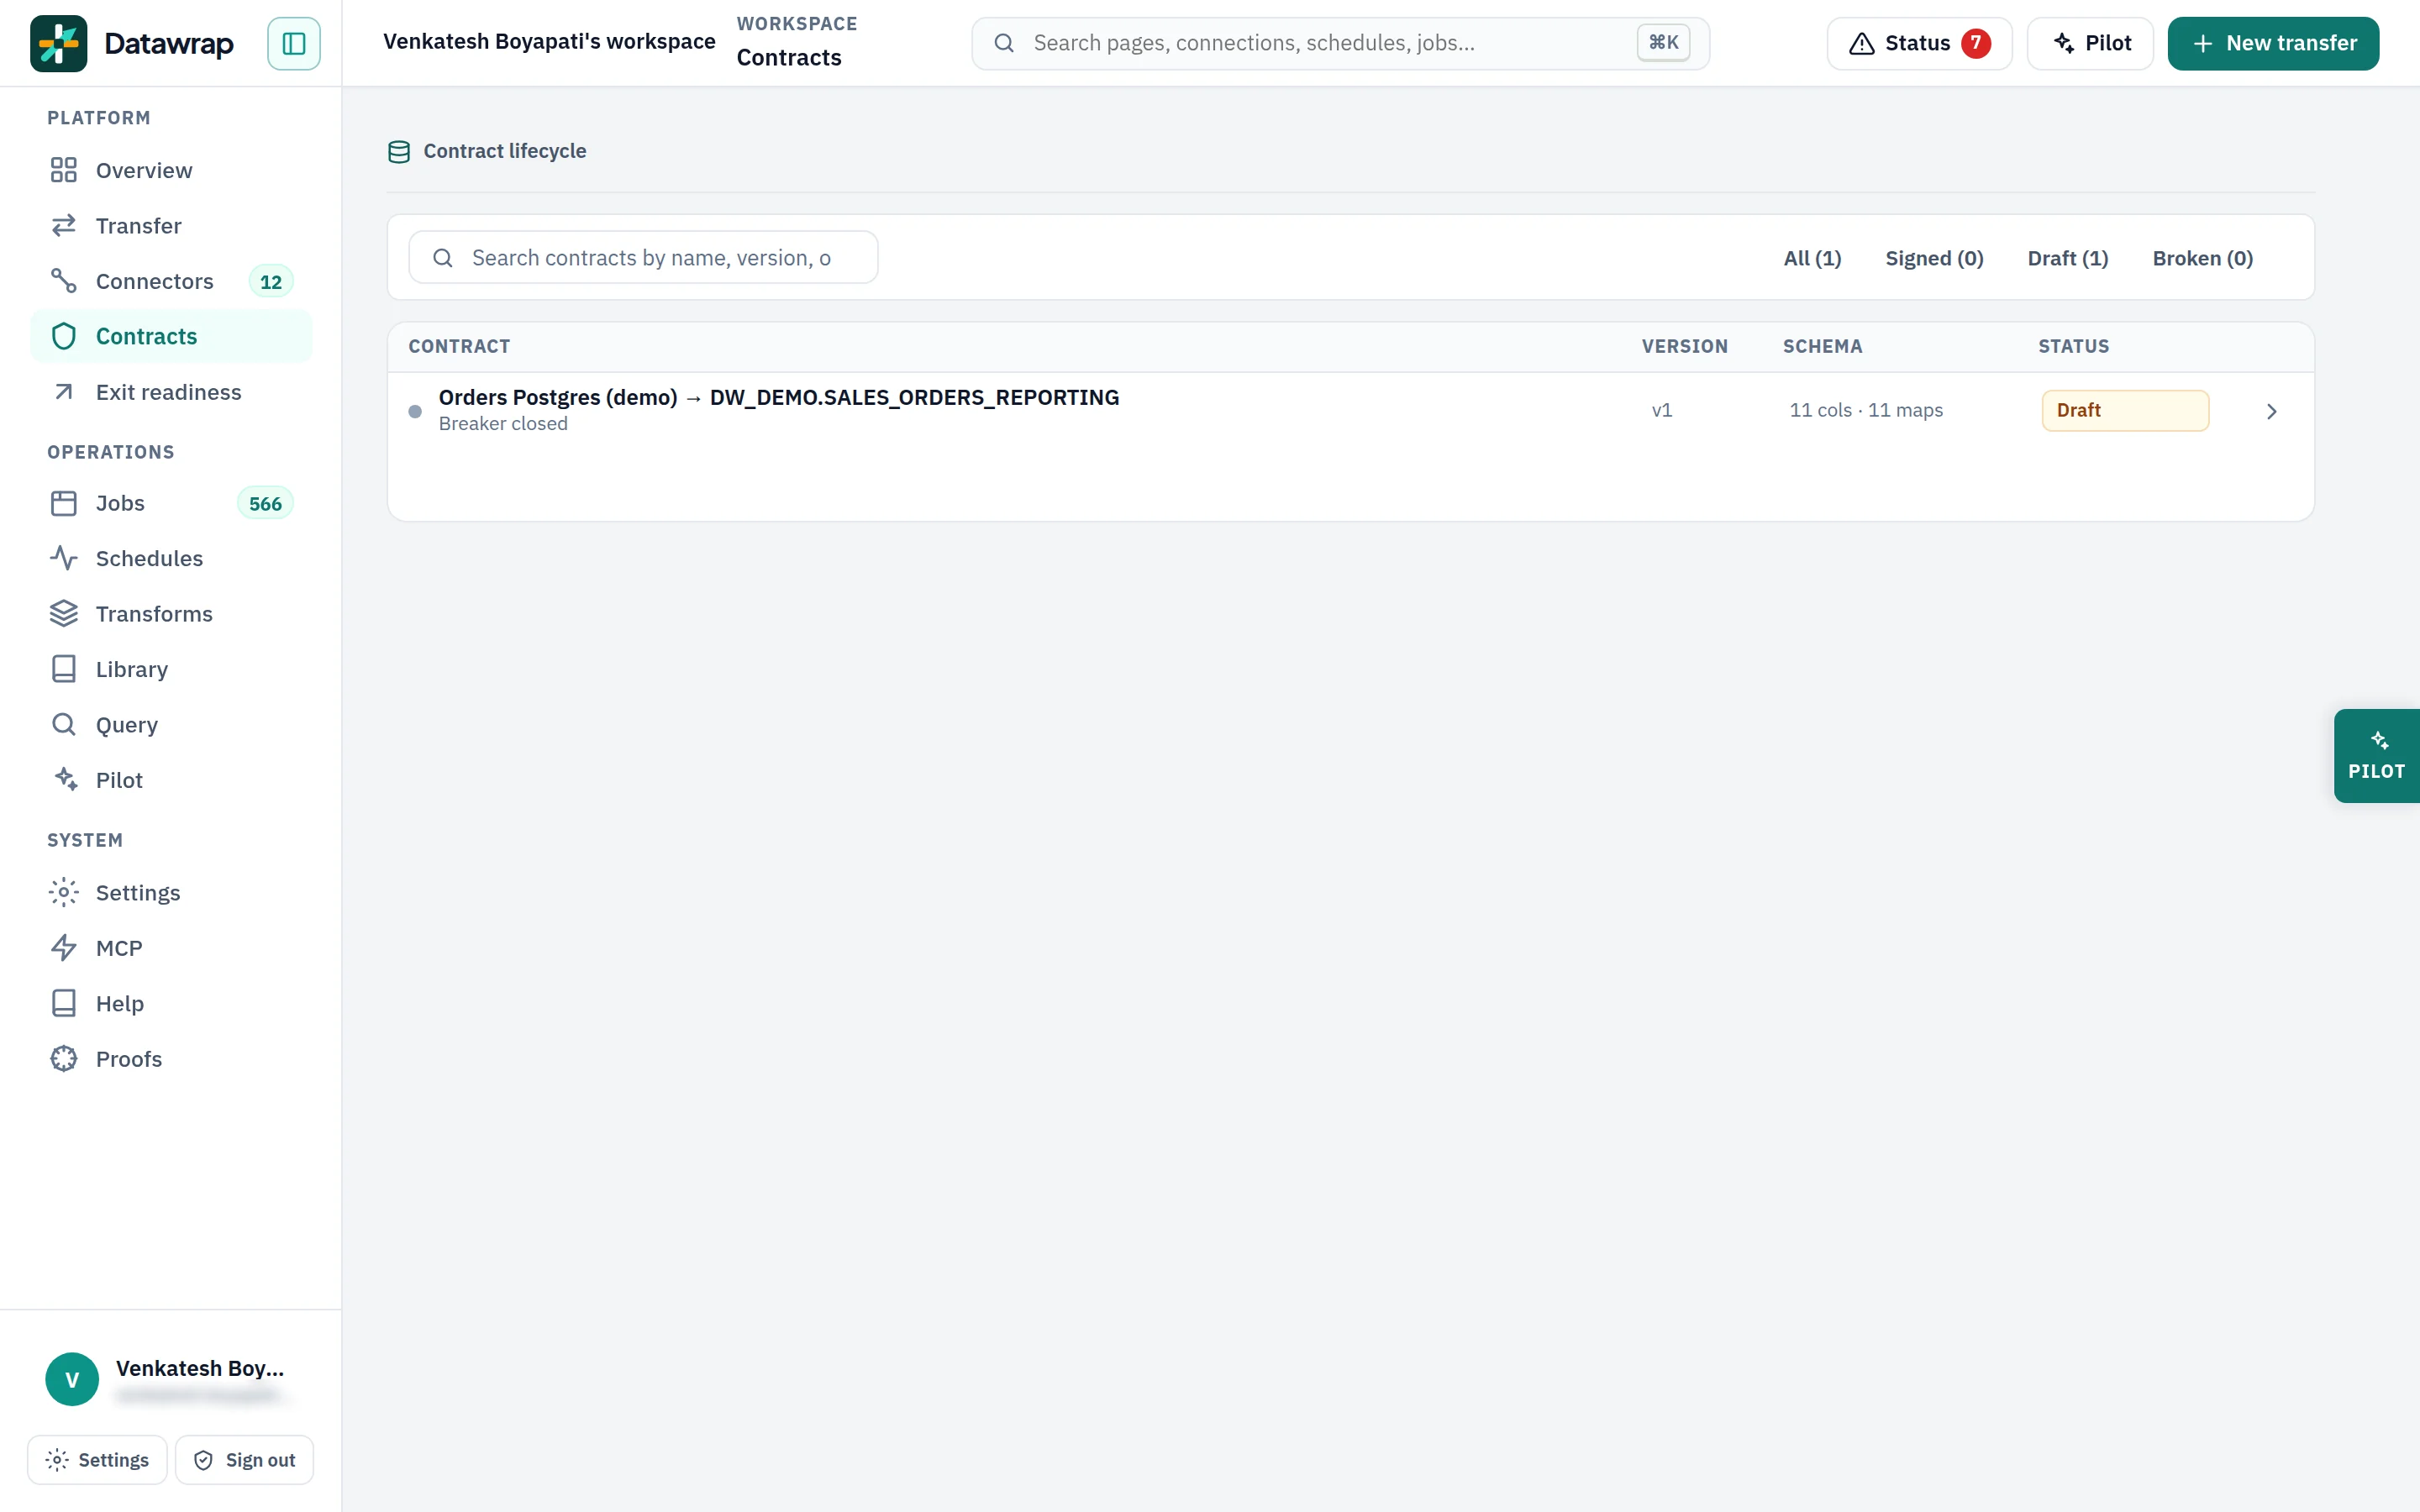 Datawrap
Venkatesh Boyapati's workspace
WORKSPACE
Contracts
Search pages, connections, schedules, jobs...
⌘K
Status 7
Pilot
New transfer
PLATFORM
Overview
Transfer
Connectors 12
Contracts
Exit readiness
OPERATIONS
Jobs 566
Schedules
Transforms
Library
Query
Pilot
SYSTEM
Settings
MCP
Help
Proofs
V
Venkatesh Boy...
Settings
Sign out
Contract lifecycle
Search contracts by name, version, o
All (1) Signed (0) Draft (1) Broken (0)
CONTRACT VERSION SCHEMA STATUS
Orders Postgres (demo) → DW_DEMO.SALES_ORDERS_REPORTING
Breaker closed
v1
11 cols · 11 maps
Draft
PILOT